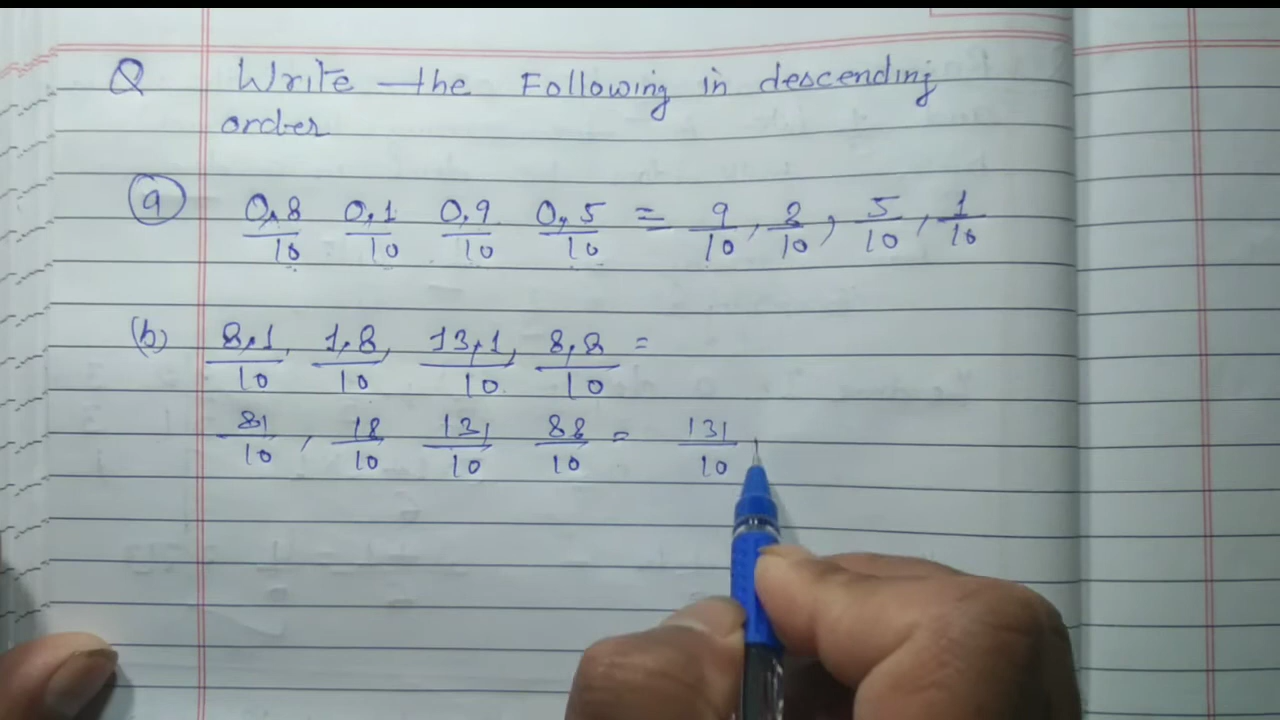 Q Write the Following in descending
order
(a) 0.8/10 0.1/10 0.9/10 0.5/10 = 9/10, 8/10, 5/10, 1/10
(b) 8.1/10, 1.8/10, 13.1/10, 8.8/10 =
81/10, 18/10 131/10 88/10 = 131/10